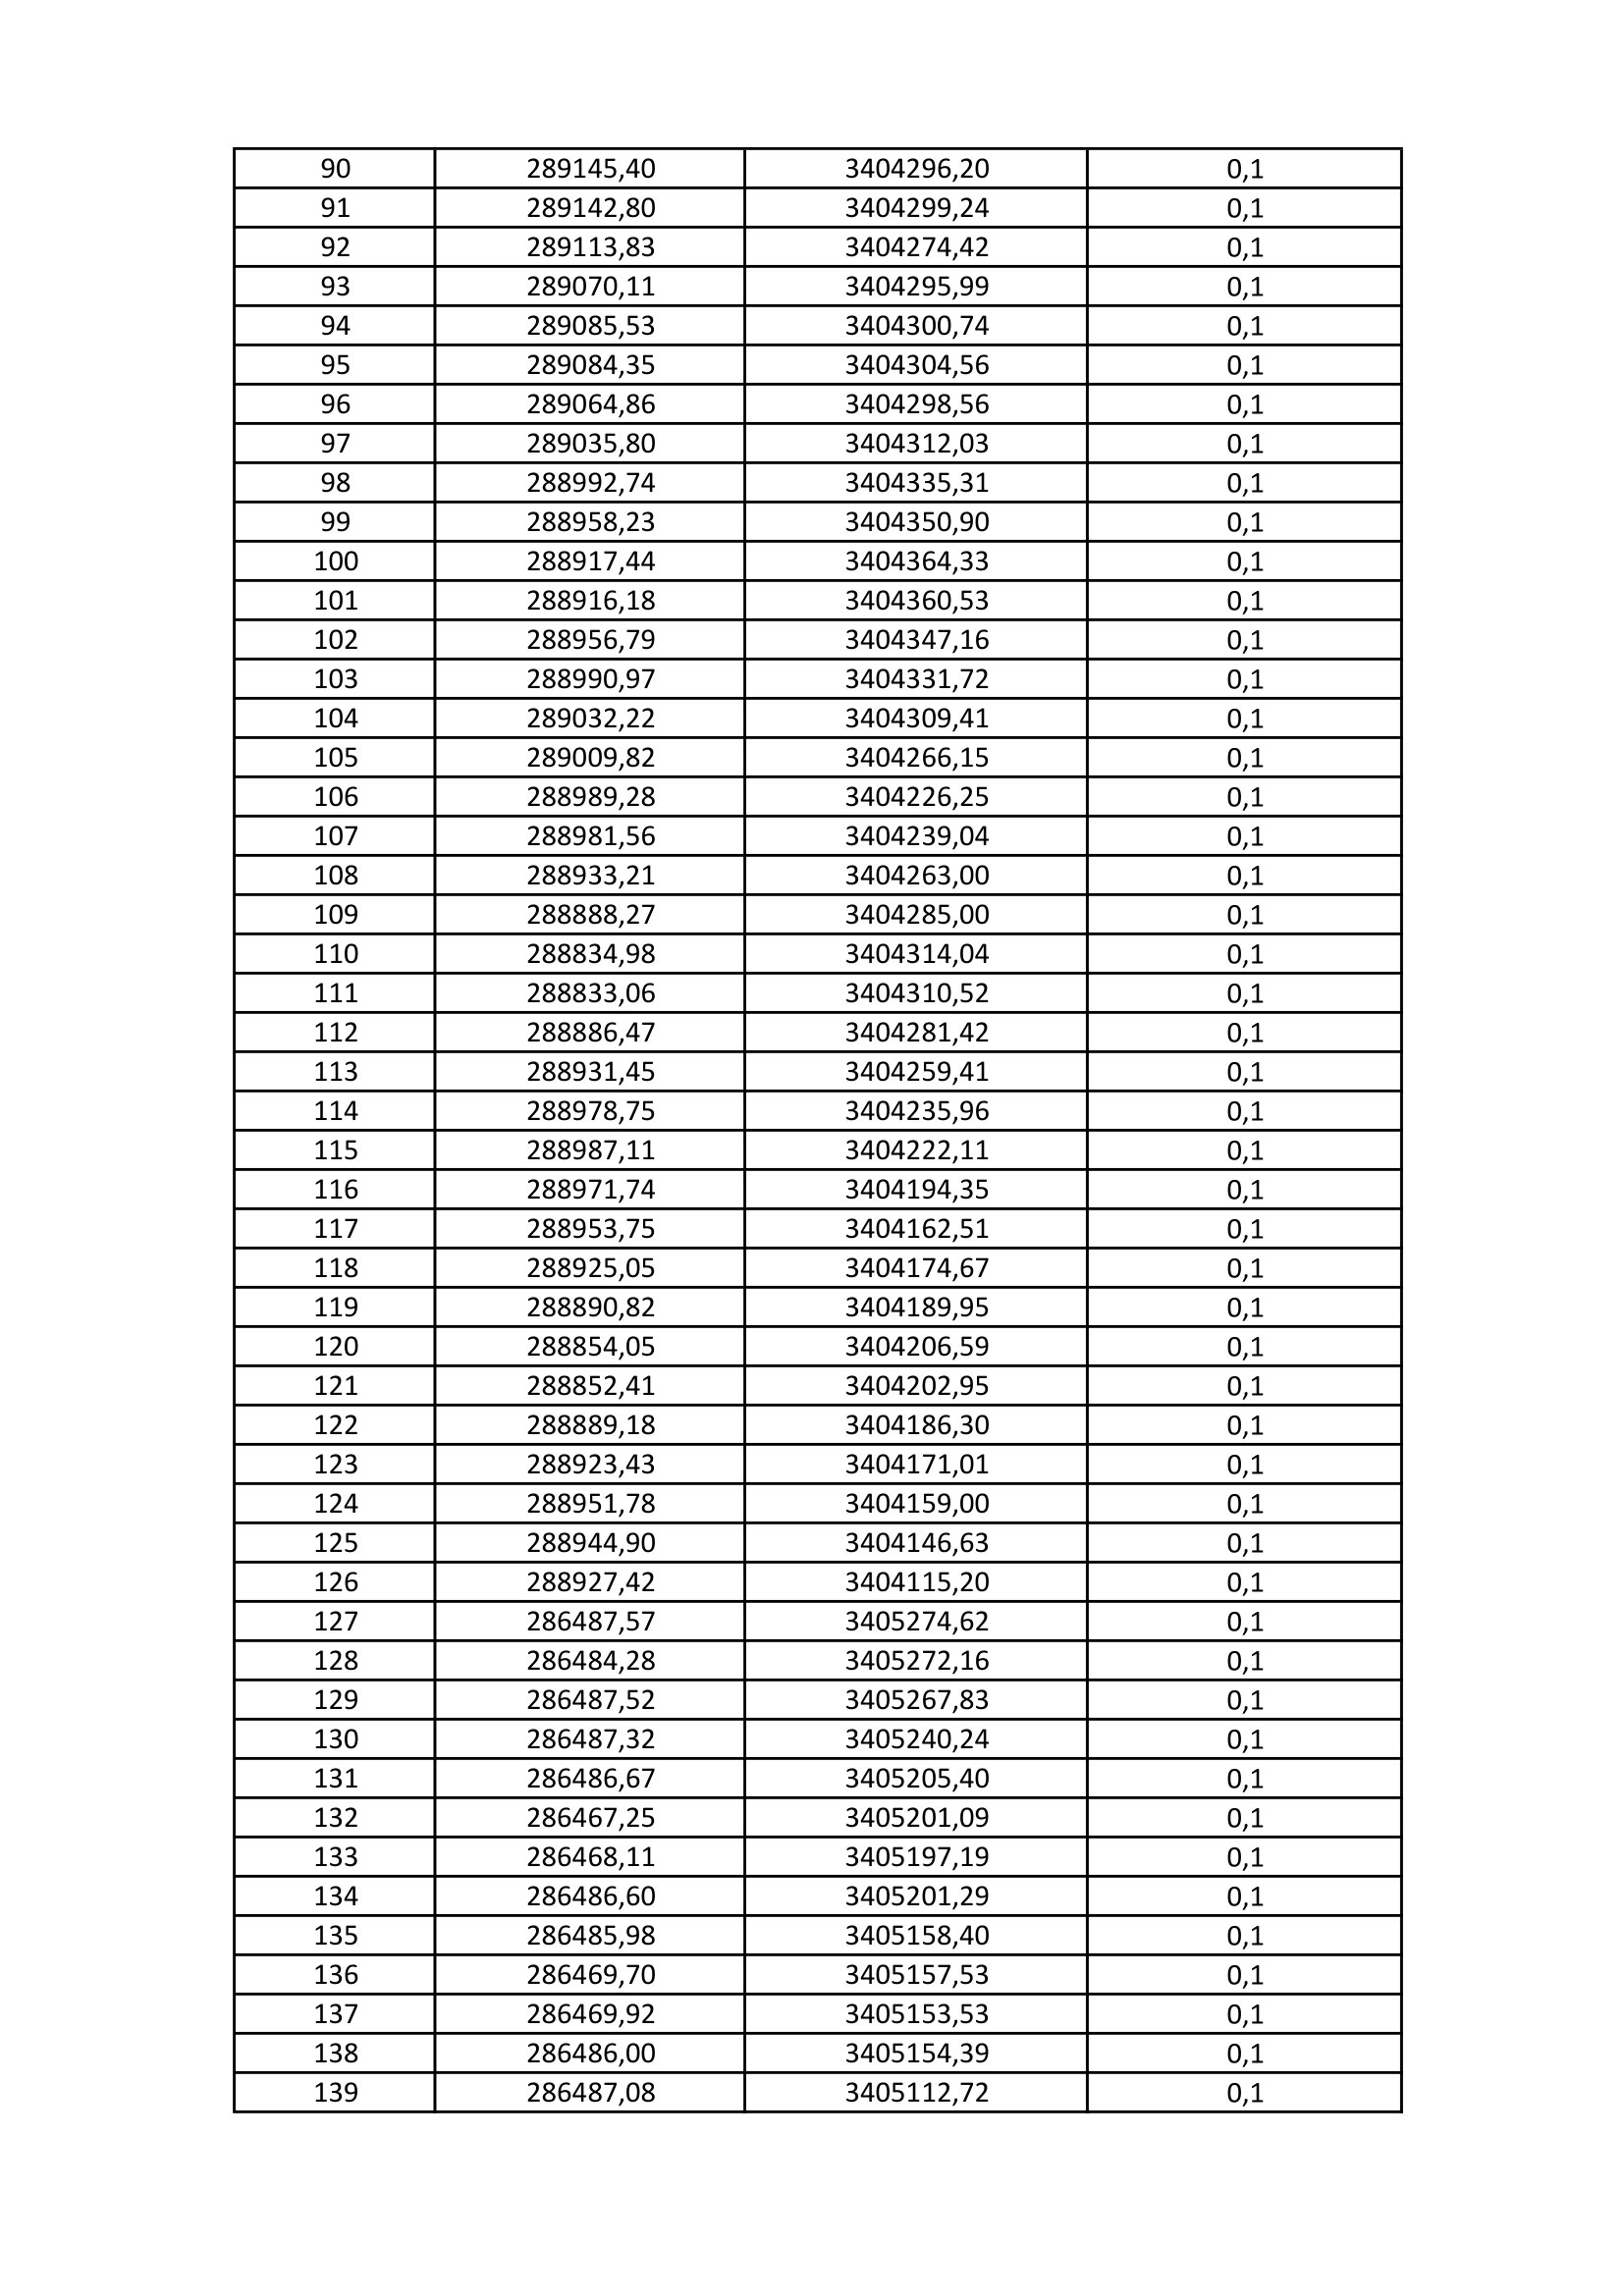 90 289145,40 3404296,20 0,1
91 289142,80 3404299,24 0,1
92 289113,83 3404274,42 0,1
93 289070,11 3404295,99 0,1
94 289085,53 3404300,74 0,1
95 289084,35 3404304,56 0,1
96 289064,86 3404298,56 0,1
97 289035,80 3404312,03 0,1
98 288992,74 3404335,31 0,1
99 288958,23 3404350,90 0,1
100 288917,44 3404364,33 0,1
101 288916,18 3404360,53 0,1
102 288956,79 3404347,16 0,1
103 288990,97 3404331,72 0,1
104 289032,22 3404309,41 0,1
105 289009,82 3404266,15 0,1
106 288989,28 3404226,25 0,1
107 288981,56 3404239,04 0,1
108 288933,21 3404263,00 0,1
109 288888,27 3404285,00 0,1
110 288834,98 3404314,04 0,1
111 288833,06 3404310,52 0,1
112 288886,47 3404281,42 0,1
113 288931,45 3404259,41 0,1
114 288978,75 3404235,96 0,1
115 288987,11 3404222,11 0,1
116 288971,74 3404194,35 0,1
117 288953,75 3404162,51 0,1
118 288925,05 3404174,67 0,1
119 288890,82 3404189,95 0,1
120 288854,05 3404206,59 0,1
121 288852,41 3404202,95 0,1
122 288889,18 3404186,30 0,1
123 288923,43 3404171,01 0,1
124 288951,78 3404159,00 0,1
125 288944,90 3404146,63 0,1
126 288927,42 3404115,20 0,1
127 286487,57 3405274,62 0,1
128 286484,28 3405272,16 0,1
129 286487,52 3405267,83 0,1
130 286487,32 3405240,24 0,1
131 286486,67 3405205,40 0,1
132 286467,25 3405201,09 0,1
133 286468,11 3405197,19 0,1
134 286486,60 3405201,29 0,1
135 286485,98 3405158,40 0,1
136 286469,70 3405157,53 0,1
137 286469,92 3405153,53 0,1
138 286486,00 3405154,39 0,1
139 286487,08 3405112,72 0,1